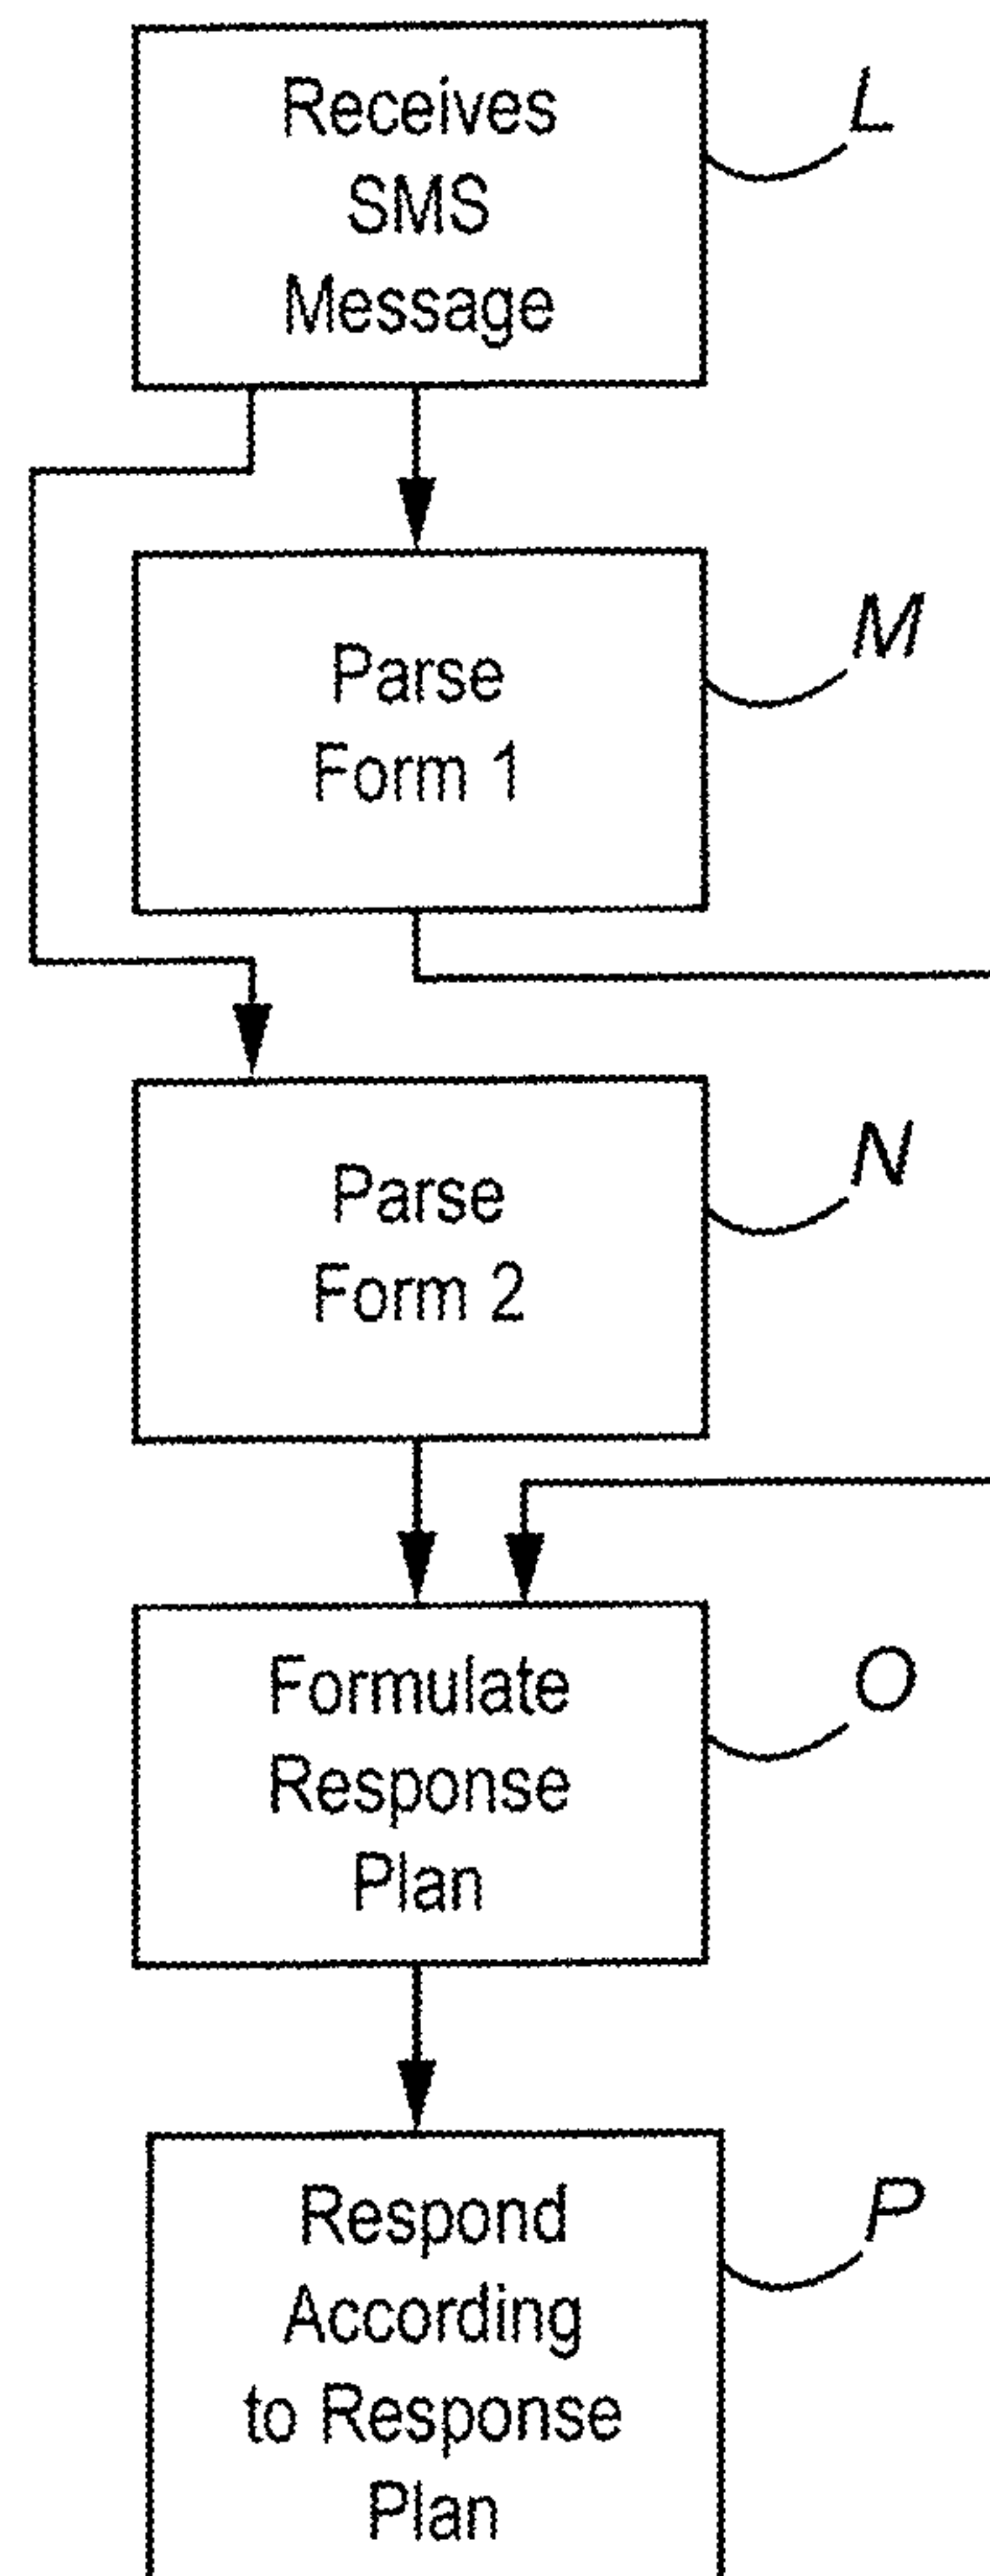 Receives
SMS
Message
L
Parse
Form 1
M
Parse
Form 2
N
Formulate
Response
Plan
O
Respond
According
to Response
Plan
P